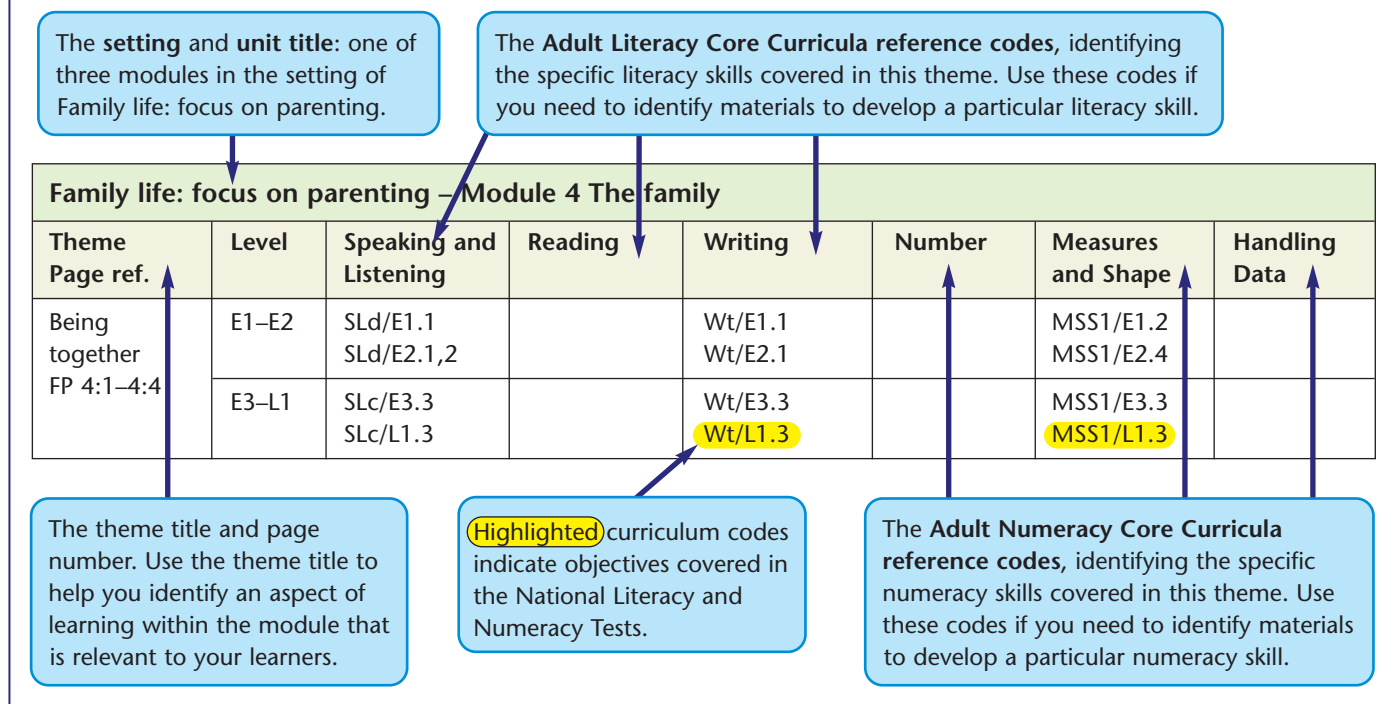 The setting and unit title: one of
three modules in the setting of
Family life: focus on parenting.
The Adult Literacy Core Curricula reference codes, identifying
the specific literacy skills covered in this theme. Use these codes if
you need to identify materials to develop a particular literacy skill.
Family life: focus on parenting – Module 4 The family
Theme
Page ref.
Level
Speaking and
Listening
Reading
Writing
Number
Measures
and Shape
Handling
Data
Being
together
FP 4:1–4:4
E1–E2
SLd/E1.1
SLd/E2.1,2
Wt/E1.1
Wt/E2.1
MSS1/E1.2
MSS1/E2.4
E3–L1
SLc/E3.3
SLc/L1.3
Wt/E3.3
Wt/L1.3
MSS1/E3.3
MSS1/L1.3
The theme title and page
number. Use the theme title to
help you identify an aspect of
learning within the module that
is relevant to your learners.
Highlighted curriculum codes
indicate objectives covered in
the National Literacy and
Numeracy Tests.
The Adult Numeracy Core Curricula
reference codes, identifying the specific
numeracy skills covered in this theme. Use
these codes if you need to identify materials
to develop a particular numeracy skill.